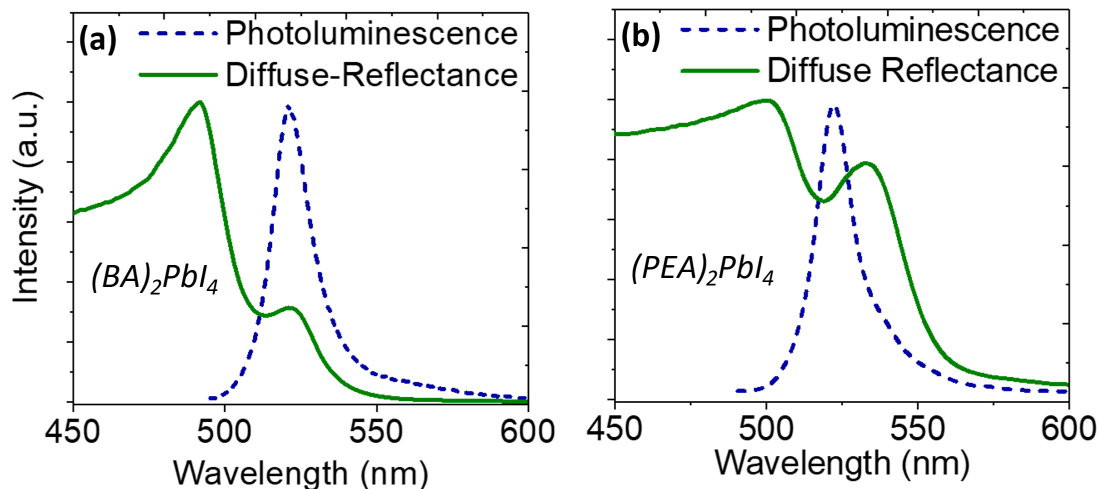 (a)
Photoluminescence
Diffuse-Reflectance
Intensity (a.u.)
(BA)₂PbI₄
450 500 550 600
Wavelength (nm)
(b)
Photoluminescence
Diffuse Reflectance
(PEA)₂PbI₄
450 500 550 600
Wavelength (nm)